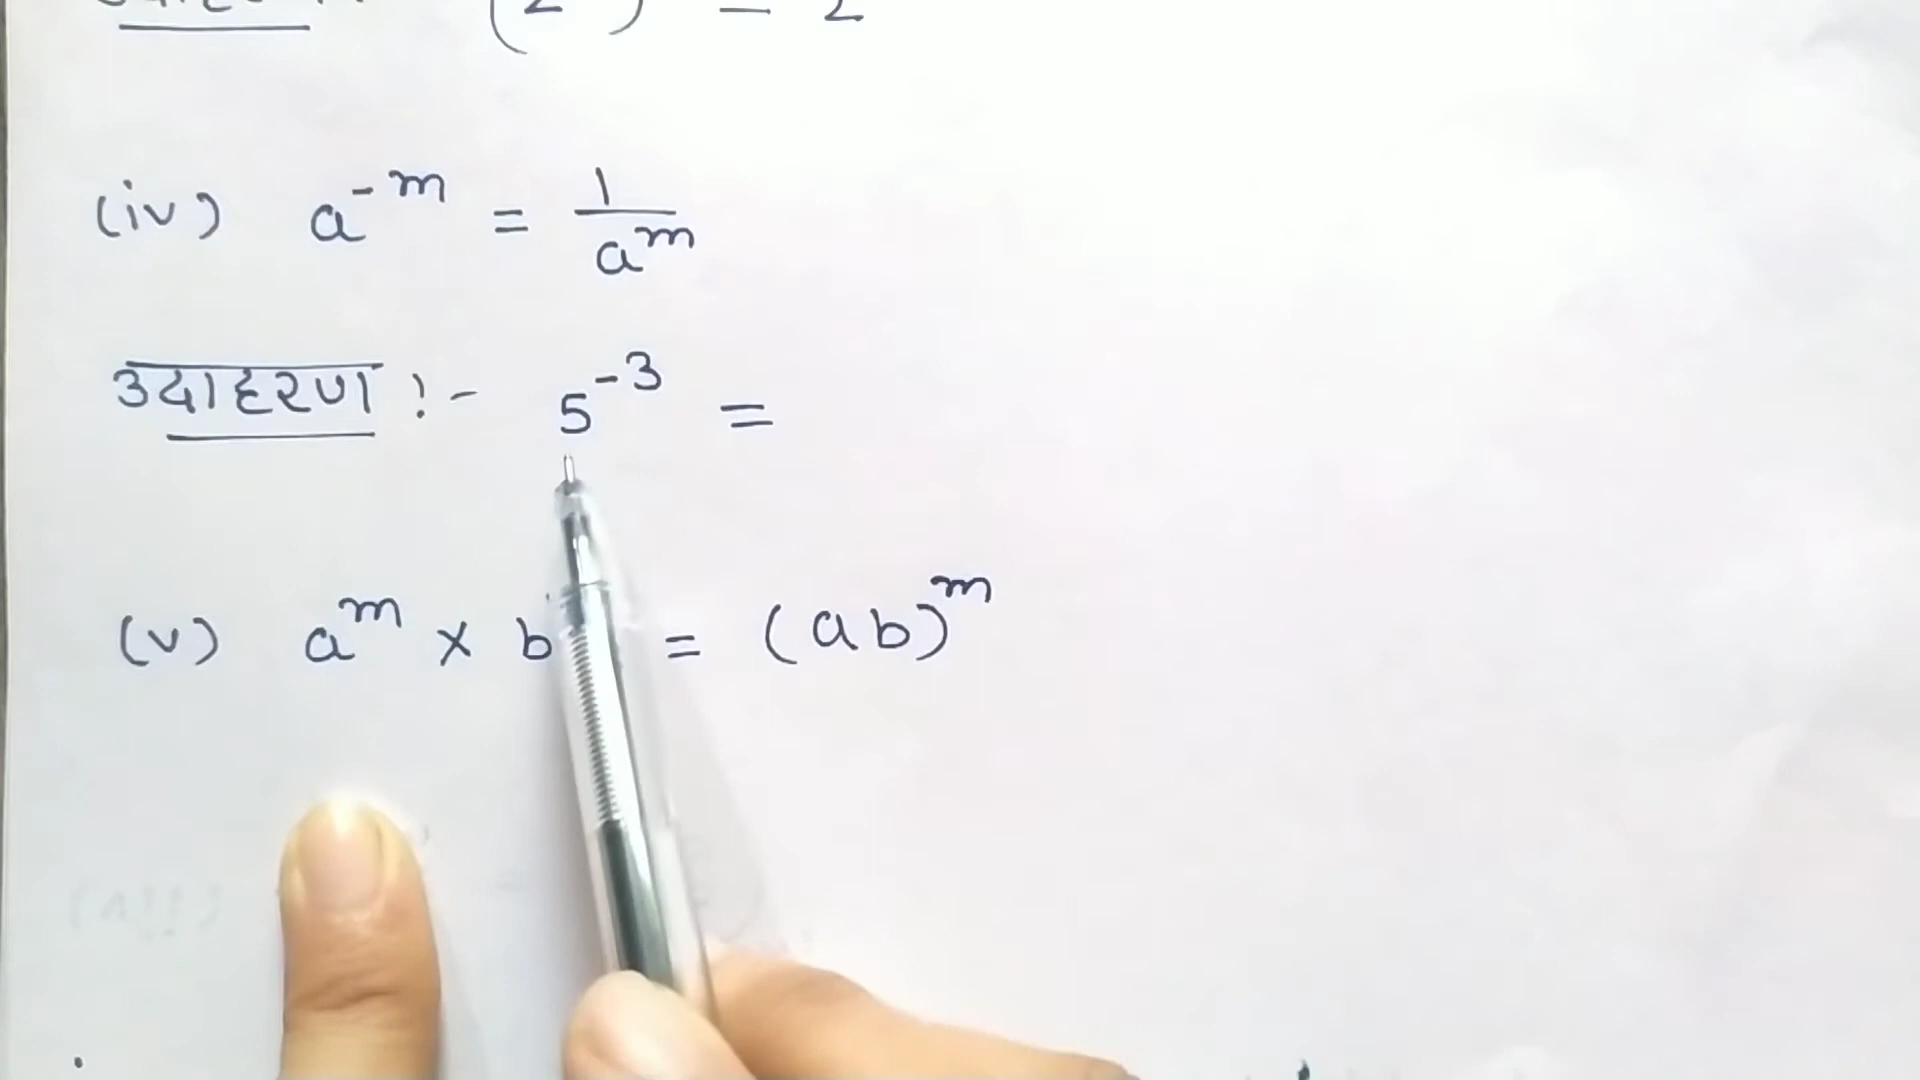 (iv) a⁻ᵐ = 1/aᵐ
उदाहरण :- 5⁻³ =
(v) aᵐ × b = (ab)ᵐ